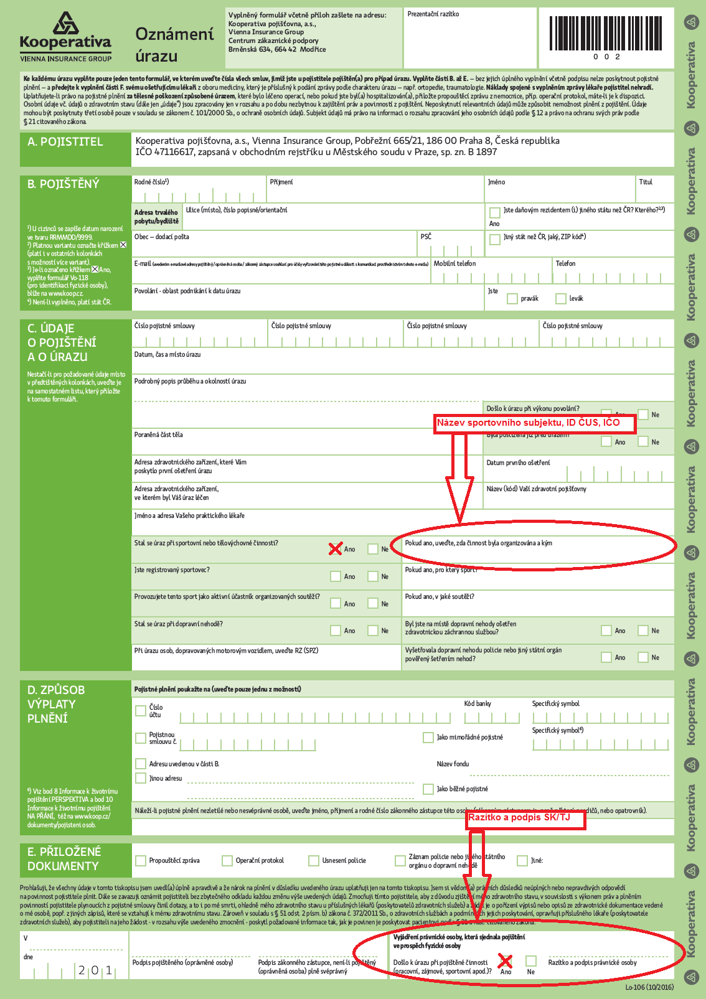 Kooperativa
VIENNA INSURANCE GROUP
Oznámení
úrazu
Vyplněný formulář včetně příloh zašlete na adresu:
Kooperativa pojišťovna, a.s.,
Vienna Insurance Group
Centrum zákaznické podpory
Brněnská 634, 664 42 Modřice
Prezentační razítko
002
Ke každému úrazu vyplňte pouze jeden tento formulář, ve kterém uveďte čísla všech smluv, jimiž jste u pojistitele pojištěn(a) pro případ úrazu. Vyplňte části B. až E. – bez jejich úplného vyplnění včetně podpisu nelze poskytnout pojistné
plnění – a předejte k vyplnění části F. svému ošetřujícímu lékaři z oboru medicíny, který je příslušný k podání zprávy podle charakteru úrazu – např. ortopedie, traumatologie. Náklady spojené s vyplněním zprávy lékaře pojistitel nehradí.
Uplatňujete-li právo na pojistné plnění za tělesné poškození způsobené úrazem, které bylo léčeno operací, nebo pokud jste byl(a) hospitalizován(a), přiložte propouštěcí zprávu z nemocnice, příp. operační protokol, máte-li je k dispozici.
Osobní údaje vč. údajů o zdravotním stavu (dále jen „údaje“) jsou zpracovány jen v rozsahu a po dobu nezbytnou k zajištění práv a povinností z pojištění. Neposkytnutí relevantních údajů může způsobit nemožnost plnění z pojištění. Údaje
mohou být poskytnuty třetí osobě pouze v souladu se zákonem č. 101/2000 Sb., o ochraně osobních údajů. Subjekt údajů má právo na informaci o rozsahu zpracování jeho osobních údajů podle § 12 a právo na ochranu svých práv podle
§ 21 citovaného zákona.
A. POJISTITEL
Kooperativa pojišťovna, a.s., Vienna Insurance Group, Pobřežní 665/21, 186 00 Praha 8, Česká republika
IČO 47116617, zapsaná v obchodním rejstříku u Městského soudu v Praze, sp. zn. B 1897
B. POJIŠTĚNÝ
¹) U cizinců se zapíše datum narození
ve tvaru RRMMDD/9999.
²) Platnou variantu označte křížkem
(platí i v ostatních kolonkách
s možností více variant).
³) Je-li označeno křížkem Ano,
vyplňte formulář Vo-118
(pro identifikaci fyzické osoby),
blíže na www.koop.cz.
⁴) Není-li vyplněno, platí stát ČR.
Rodné číslo¹)
Příjmení
Jméno
Titul
Adresa trvalého
pobytu/bydliště
Ulice (místo), číslo popisné/orientační
Jste daňovým rezidentem (i) jiného státu než ČR? Kterého?²,³)
Ano
Obec – dodací pošta
PSČ
Jiný stát než ČR, jaký, ZIP kód⁴)
E-mail (uvedením e-mailové adresy pojištěný / oprávněná osoba / zákonný zástupce souhlasí pro účely vyřizování této pojistné události s komunikací prostřednictvím tohoto e-mailu)
Mobilní telefon
Telefon
Povolání - oblast podnikání k datu úrazu
Jste
pravák
levák
C. ÚDAJE
O POJIŠTĚNÍ
A O ÚRAZU
Nestačí-li pro požadované údaje místo
v předtištěných kolonkách, uveďte je
na samostatném listu, který přiložte
k tomuto formuláři.
Číslo pojistné smlouvy
Číslo pojistné smlouvy
Číslo pojistné smlouvy
Číslo pojistné smlouvy
Datum, čas a místo úrazu
Podrobný popis průběhu a okolností úrazu
Došlo k úrazu při výkonu povolání?
Ano
Ne
Název sportovního subjektu, ID ČUS, IČO
Poraněná část těla
Byla postižena již před úrazem?
Ano
Ne
Adresa zdravotnického zařízení, které Vám
poskytlo první ošetření úrazu
Datum prvního ošetření
Adresa zdravotnického zařízení,
ve kterém byl Váš úraz léčen
Název (kód) Vaší zdravotní pojišťovny
Jméno a adresa Vašeho praktického lékaře
Stal se úraz při sportovní nebo tělovýchovné činnosti?
Ano
Ne
Pokud ano, uveďte, zda činnost byla organizována a kým
Jste registrovaný sportovec?
Ano
Ne
Pokud ano, pro který sport?
Provozujete tento sport jako aktivní účastník organizovaných soutěží?
Ano
Ne
Pokud ano, v jaké soutěži?
Stal se úraz při dopravní nehodě?
Ano
Ne
Byl jste na místě dopravní nehody ošetřen
zdravotnickou záchrannou službou?
Ano
Ne
Při úrazu osob, dopravovaných motorovým vozidlem, uveďte RZ (SPZ)
Vyšetřovala dopravní nehodu policie nebo jiný státní orgán
pověřený šetřením nehod?
Ano
Ne
D. ZPŮSOB
VÝPLATY
PLNĚNÍ
⁶) Viz bod 8 Informace k životnímu
pojištění PERSPEKTIVA a bod 10
Informace k životnímu pojištění
NA PŘÁNÍ, též na www.koop.cz/
dokumenty/pojisteni osob.
Pojistné plnění poukažte na (uveďte pouze jednu z možností)
Číslo
účtu
Kód banky
Specifický symbol
Pojistnou
smlouvu č.
Jako mimořádné pojistné
Specifický symbol⁶)
Adresu uvedenou v části B.
Název fondu
Jinou adresu
Jako běžné pojistné
Náleží-li pojistné plnění nezletilé nebo nesvéprávné osobě, uveďte jméno, příjmení a rodné číslo zákonného zástupce této osoby
nebo opatrovník).
Razítko a podpis SK/TJ
E. PŘILOŽENÉ
DOKUMENTY
Propouštěcí zpráva
Operační protokol
Usnesení policie
Záznam policie nebo jiného státního
orgánu o dopravní nehodě
Jiné:
Prohlašuji, že všechny údaje v tomto tiskopisu jsem uvedl(a) úplně a pravdivě a že nárok na plnění v důsledku uvedeného úrazu uplatňuji jen na tomto tiskopisu. Jsem si vědom(a) právních důsledků neúplných nebo nepravdivých odpovědí
na povinnost pojistitele plnit. Dále se zavazuji oznámit pojistiteli bez zbytečného odkladu každou změnu výše uvedených údajů. Zmocňuji tímto pojistitele, aby z důvodu zjištění mého zdravotního stavu, v souvislosti s výkonem práv a plněním
povinností pojistitele plynoucích z pojistné smlouvy činil dotazy, a to i po mé smrti, ohledně mého zdravotního stavu u příslušných lékařů (poskytovatelů zdravotních služeb) a žádal je o pořízení výpisů nebo opisů ze zdravotnické dokumentace vedené
o mé osobě, popř. z jiných zápisů, které se vztahují k mému zdravotnímu stavu. Zároveň v souladu s § 51 odst. 2 písm. b) zákona č. 372/2011 Sb., o zdravotních službách a podmínkách jejich poskytování, opravňuji příslušného lékaře (poskytovatele
zdravotních služeb), aby pojistiteli na jeho žádost - v rozsahu výše uvedeného zmocnění - poskytl požadované informace tak, jak je povinen je poskytovat pacientovi podle § 31 a násl. citovaného zákona.
V
dne
201
Podpis pojištěného (oprávněné osoby)
Podpis zákonného zástupce, není-li pojištěný
(oprávněná osoba) plně svéprávný
Vyjádření právnické osoby, která sjednala pojištění
ve prospěch fyzické osoby
Došlo k úrazu při pojištěné činnosti
(pracovní, zájmové, sportovní apod.)?
Ano
Ne
Razítko a podpis právnické osoby
Lo-106 (10/2016)
Kooperativa
Kooperativa
Kooperativa
Kooperativa
Kooperativa
Kooperativa
Kooperativa
Kooperativa
Kooperativa